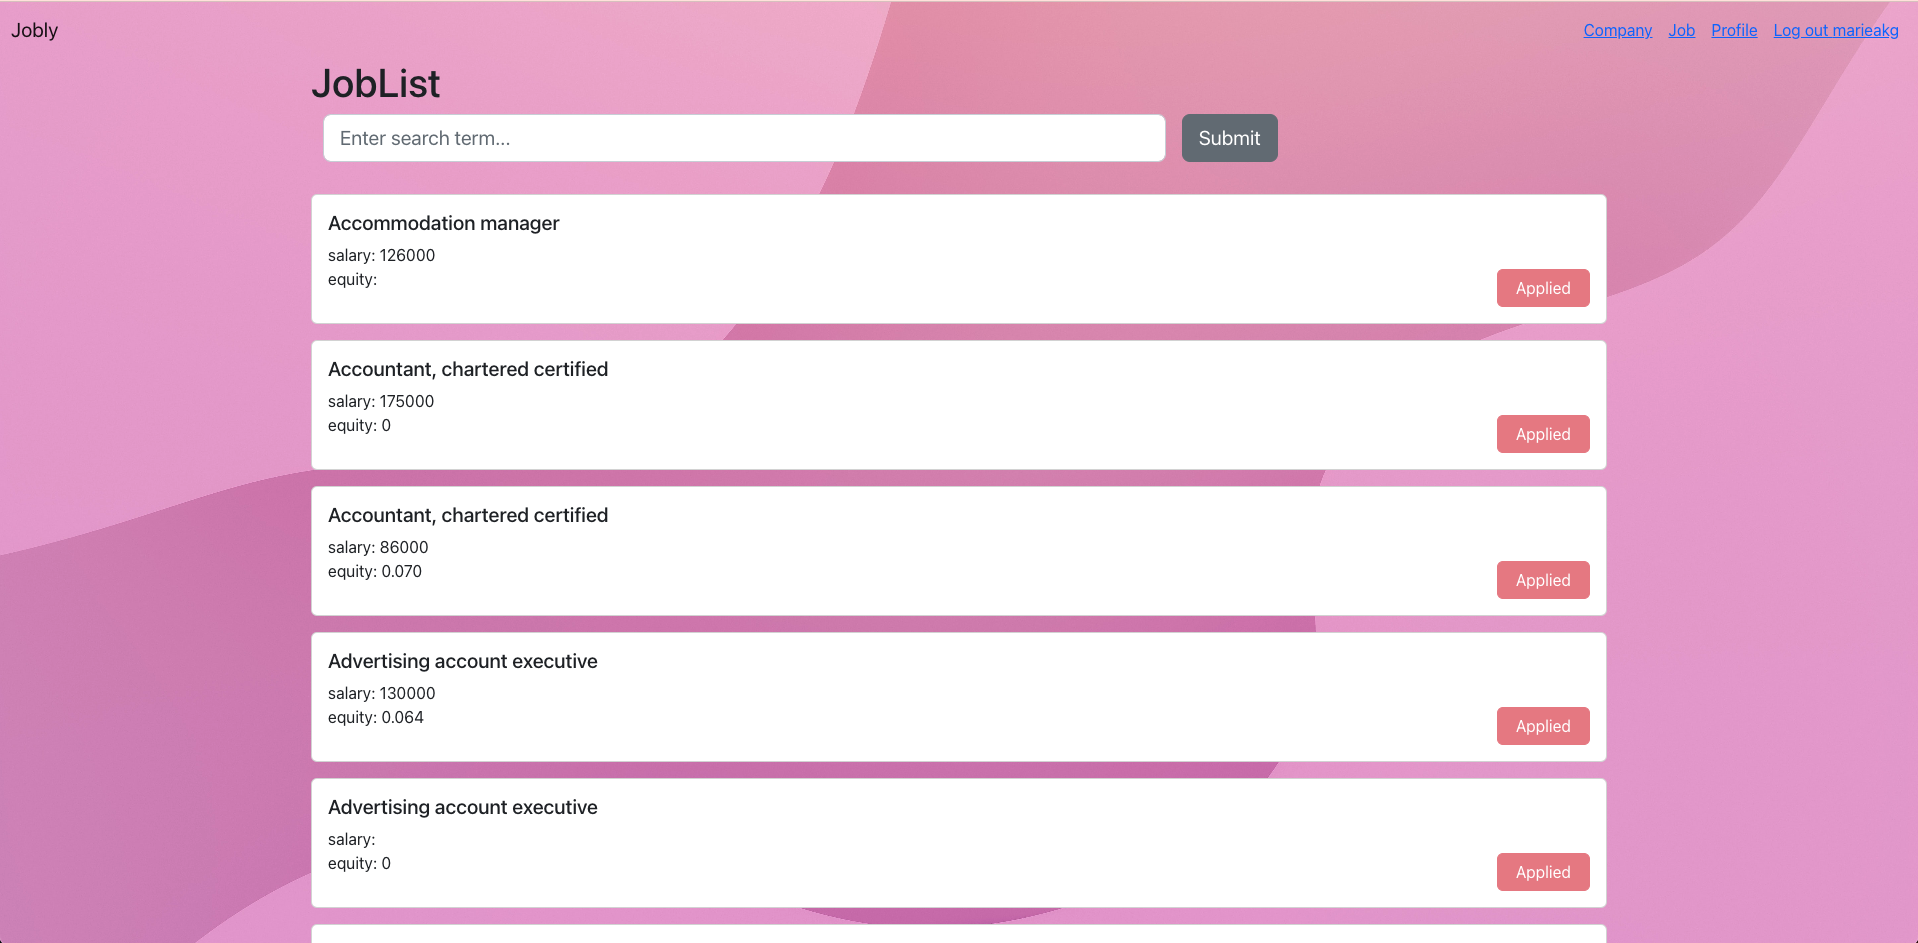 Jobly
Company Job Profile Log out marieakg
JobList
Enter search term...
Submit
Accommodation manager
salary: 126000
equity:
Applied
Accountant, chartered certified
salary: 175000
equity: 0
Applied
Accountant, chartered certified
salary: 86000
equity: 0.070
Applied
Advertising account executive
salary: 130000
equity: 0.064
Applied
Advertising account executive
salary:
equity: 0
Applied